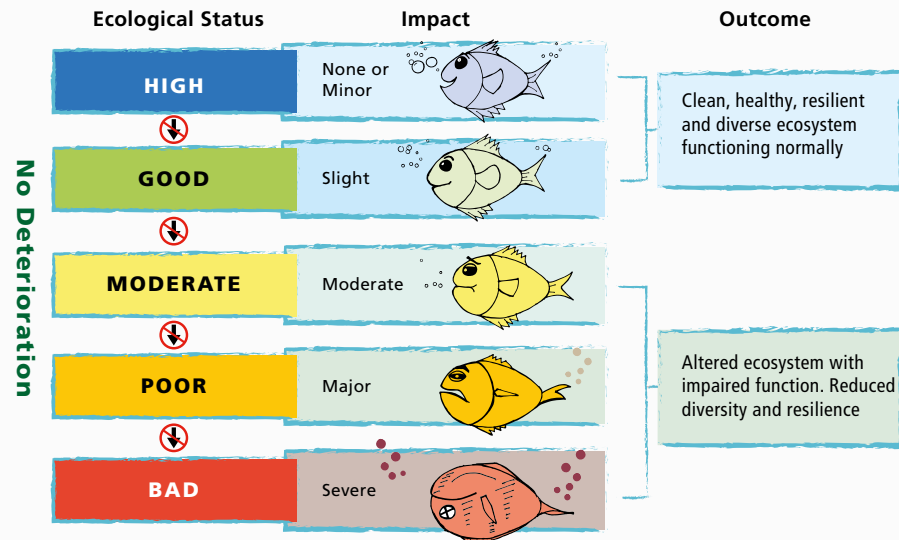 Ecological Status
Impact
Outcome
No Deterioration
HIGH
None or
Minor
Clean, healthy, resilient
and diverse ecosystem
functioning normally
GOOD
Slight
MODERATE
Moderate
POOR
Major
Altered ecosystem with
impaired function. Reduced
diversity and resilience
BAD
Severe